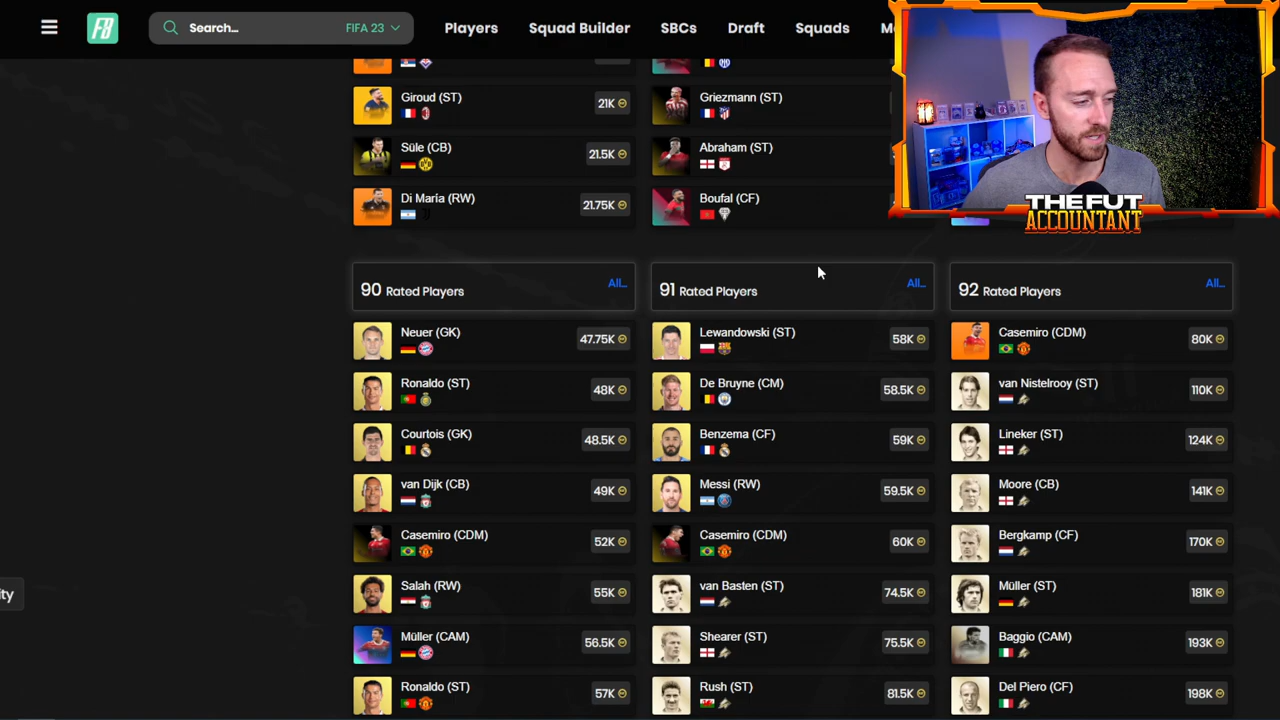 FB
Search...
FIFA 23
Players
Squad Builder
SBCs
Draft
Squads
THE FUT
ACCOUNTANT
Giroud (ST)
21K
Süle (CB)
21.5K
Di María (RW)
21.75K
Griezmann (ST)
Abraham (ST)
Boufal (CF)
90 Rated Players
All...
Neuer (GK)
47.75K
Ronaldo (ST)
48K
Courtois (GK)
48.5K
van Dijk (CB)
49K
Casemiro (CDM)
52K
Salah (RW)
55K
Müller (CAM)
56.5K
Ronaldo (ST)
57K
91 Rated Players
All...
Lewandowski (ST)
58K
De Bruyne (CM)
58.5K
Benzema (CF)
59K
Messi (RW)
59.5K
Casemiro (CDM)
60K
van Basten (ST)
74.5K
Shearer (ST)
75.5K
Rush (ST)
81.5K
92 Rated Players
All...
Casemiro (CDM)
80K
van Nistelrooy (ST)
110K
Lineker (ST)
124K
Moore (CB)
141K
Bergkamp (CF)
170K
Müller (ST)
181K
Baggio (CAM)
193K
Del Piero (CF)
198K
ity